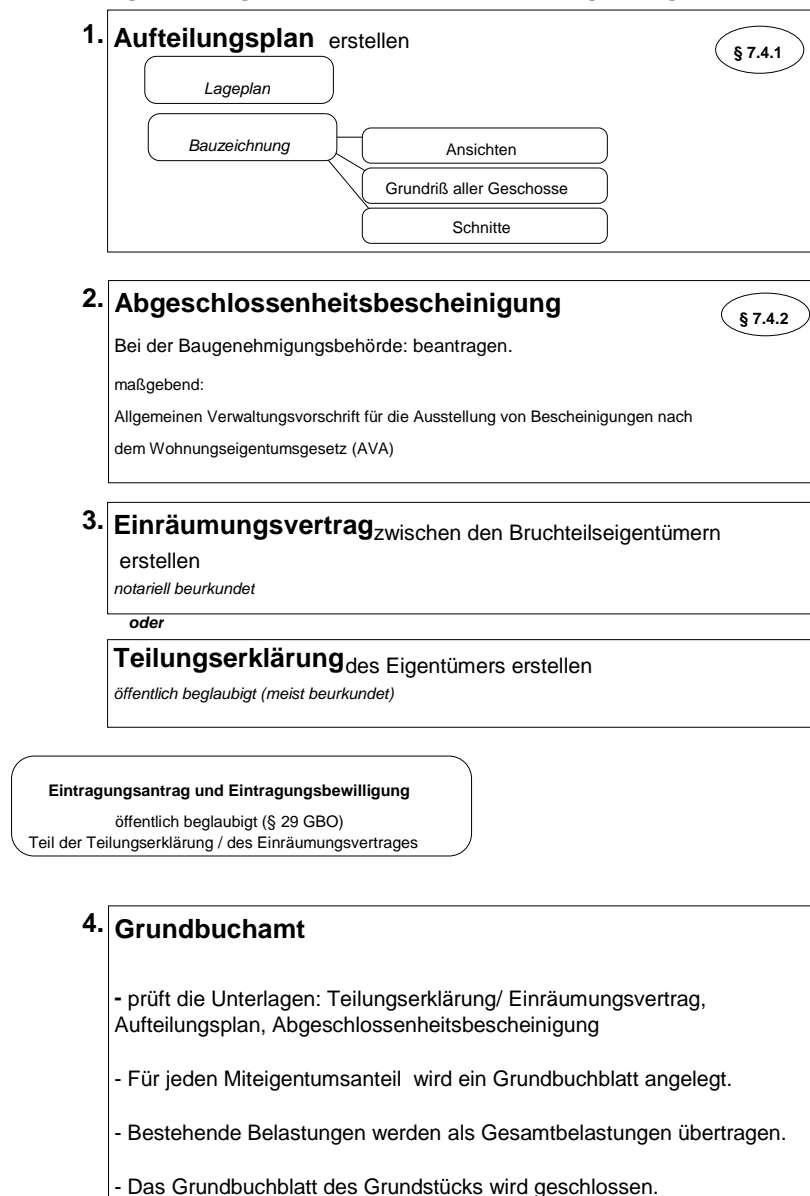 1. Aufteilungsplan erstellen
§ 7.4.1
Lageplan
Bauzeichnung
Ansichten
Grundriß aller Geschosse
Schnitte
2. Abgeschlossenheitsbescheinigung
§ 7.4.2
Bei der Baugenehmigungsbehörde: beantragen.
maßgebend:
Allgemeinen Verwaltungsvorschrift für die Ausstellung von Bescheinigungen nach
dem Wohnungseigentumsgesetz (AVA)
3. Einräumungsvertrag zwischen den Bruchteilseigentümern
erstellen
notariell beurkundet
oder
Teilungserklärung des Eigentümers erstellen
öffentlich beglaubigt (meist beurkundet)
Eintragungsantrag und Eintragungsbewilligung
öffentlich beglaubigt (§ 29 GBO)
Teil der Teilungserklärung / des Einräumungsvertrages
4. Grundbuchamt
- prüft die Unterlagen: Teilungserklärung/ Einräumungsvertrag,
Aufteilungsplan, Abgeschlossenheitsbescheinigung
- Für jeden Miteigentumsanteil wird ein Grundbuchblatt angelegt.
- Bestehende Belastungen werden als Gesamtbelastungen übertragen.
- Das Grundbuchblatt des Grundstücks wird geschlossen.